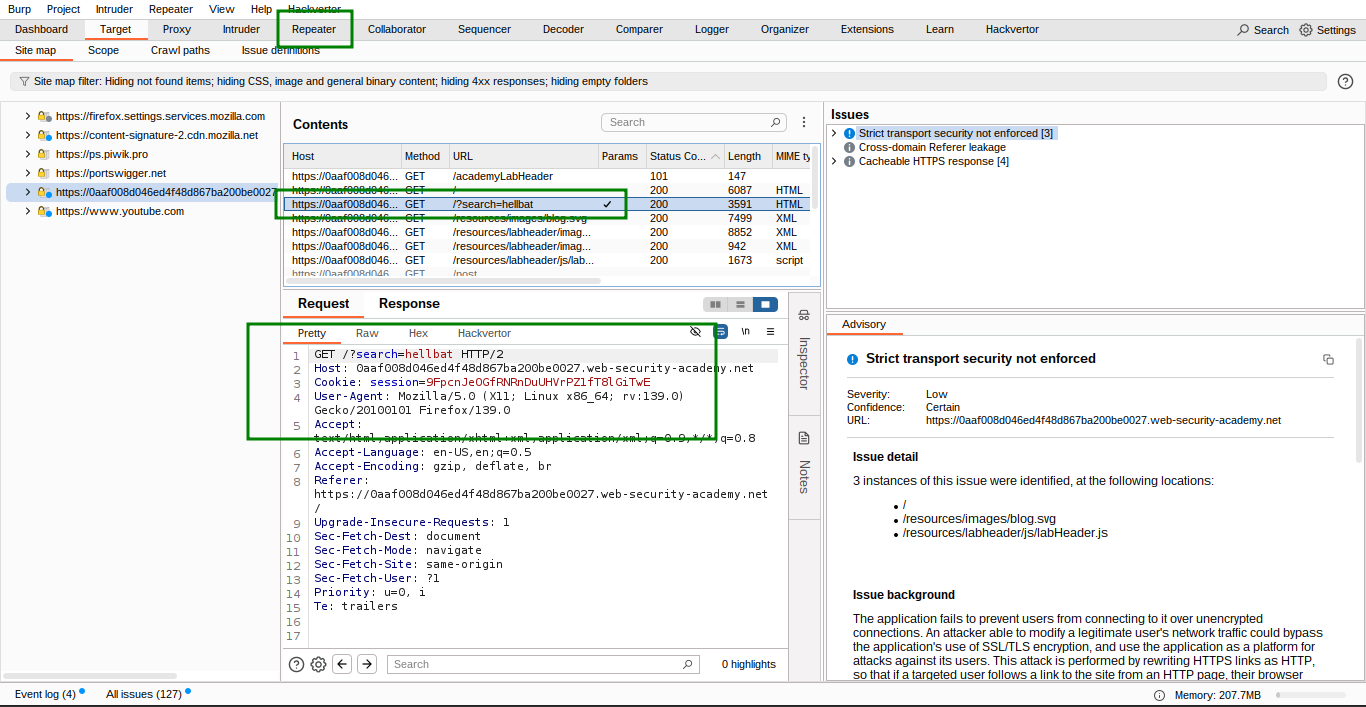 Burp Project Intruder Repeater View Help Hackvertor
Dashboard Target Proxy Intruder Repeater Collaborator Sequencer Decoder Comparer Logger Organizer Extensions Learn Hackvertor Search Settings
Site map Scope Crawl paths Issue definitions
Site map filter: Hiding not found items; hiding CSS, image and general binary content; hiding 4xx responses; hiding empty folders
https://firefox.settings.services.mozilla.com
https://content-signature-2.cdn.mozilla.net
https://ps.piwik.pro
https://portswigger.net
https://0aaf008d046ed4f48d867ba200be0027
https://www.youtube.com
Contents Search
Host Method URL Params Status Co... Length MIME ty
https://0aaf008d046... GET /academyLabHeader 101 147
https://0aaf008d046... GET / 200 6087 HTML
https://0aaf008d046... GET /?search=hellbat ✓ 200 3591 HTML
https://0aaf008d046... GET /resources/images/blog.svg 200 7499 XML
https://0aaf008d046... GET /resources/labheader/imag... 200 8852 XML
https://0aaf008d046... GET /resources/labheader/imag... 200 942 XML
https://0aaf008d046... GET /resources/labheader/js/lab... 200 1673 script
https://0aaf008d046... GET /post
Request Response
Pretty Raw Hex Hackvertor \n
1 GET /?search=hellbat HTTP/2
2 Host: 0aaf008d046ed4f48d867ba200be0027.web-security-academy.net
3 Cookie: session=9FpcnJeOGfRNRnDuUHVrPZ1fT8lGiTwE
4 User-Agent: Mozilla/5.0 (X11; Linux x86_64; rv:139.0)
Gecko/20100101 Firefox/139.0
5 Accept:
text/html,application/xhtml+xml,application/xml;q=0.9,*/*;q=0.8
6 Accept-Language: en-US,en;q=0.5
7 Accept-Encoding: gzip, deflate, br
8 Referer:
https://0aaf008d046ed4f48d867ba200be0027.web-security-academy.net
/
9 Upgrade-Insecure-Requests: 1
10 Sec-Fetch-Dest: document
11 Sec-Fetch-Mode: navigate
12 Sec-Fetch-Site: same-origin
13 Sec-Fetch-User: ?1
14 Priority: u=0, i
15 Te: trailers
16
17
Search 0 highlights
Inspector
Notes
Issues
Strict transport security not enforced [3]
Cross-domain Referer leakage
Cacheable HTTPS response [4]
Advisory
Strict transport security not enforced
Severity: Low
Confidence: Certain
URL: https://0aaf008d046ed4f48d867ba200be0027.web-security-academy.net
Issue detail
3 instances of this issue were identified, at the following locations:
• /
• /resources/images/blog.svg
• /resources/labheader/js/labHeader.js
Issue background
The application fails to prevent users from connecting to it over unencrypted
connections. An attacker able to modify a legitimate user's network traffic could bypass
the application's use of SSL/TLS encryption, and use the application as a platform for
attacks against its users. This attack is performed by rewriting HTTPS links as HTTP,
so that if a targeted user follows a link to the site from an HTTP page, their browser
Event log (4) All issues (127) Memory: 207.7MB